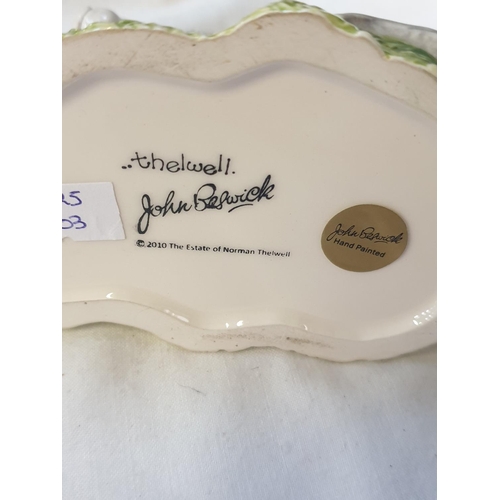 ..thelwell.
John Beswick
© 2010 The Estate of Norman Thelwell
John Beswick
Hand Painted